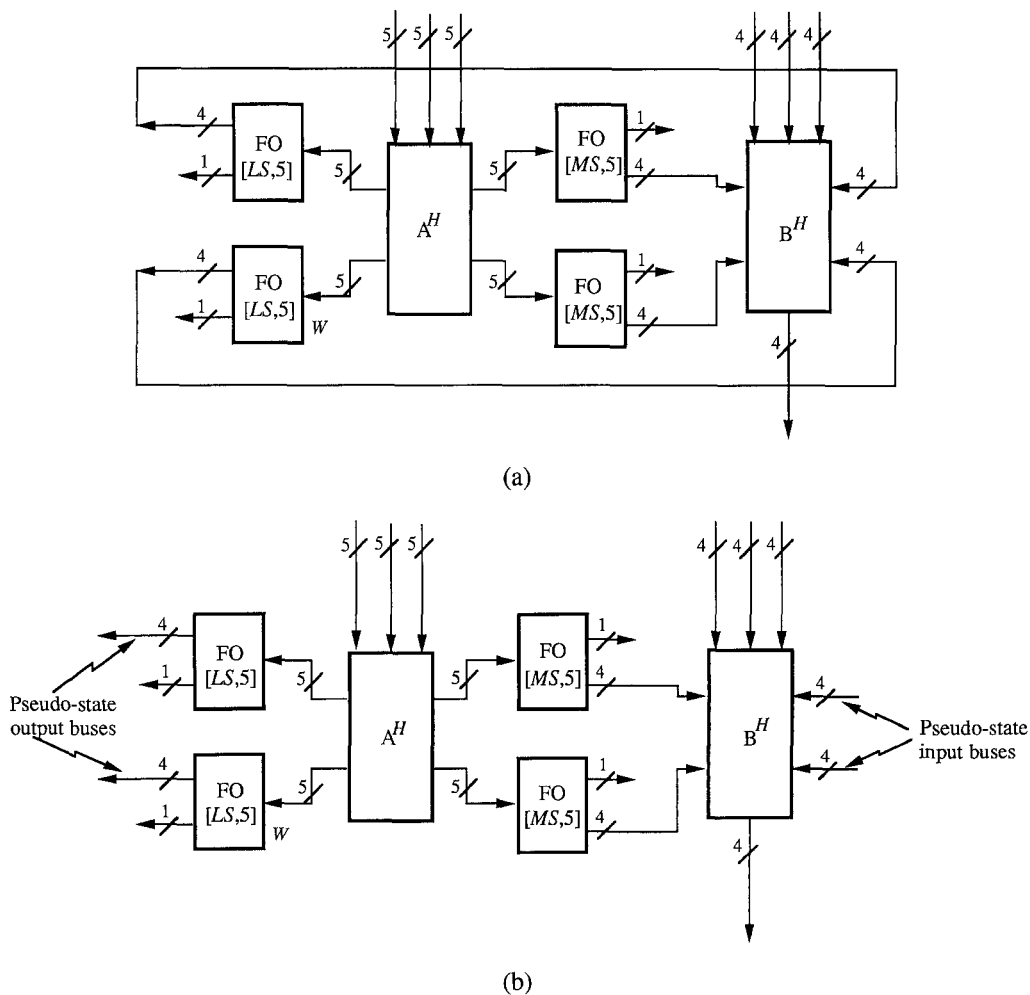 5 5 5 4 4 4
4 FO [LS,5] 1 5
A^H
5 FO [MS,5] 1 4
4 B^H 4
4 FO [LS,5] 1 W 5
5 FO [MS,5] 1 4
4
(a)
5 5 5 4 4 4
4 FO [LS,5] 1 5
5 FO [MS,5] 1 4
4
Pseudo-state
output buses
A^H
B^H
Pseudo-state
input buses
4 FO [LS,5] 1 W 5
5 FO [MS,5] 1 4
4
4
(b)